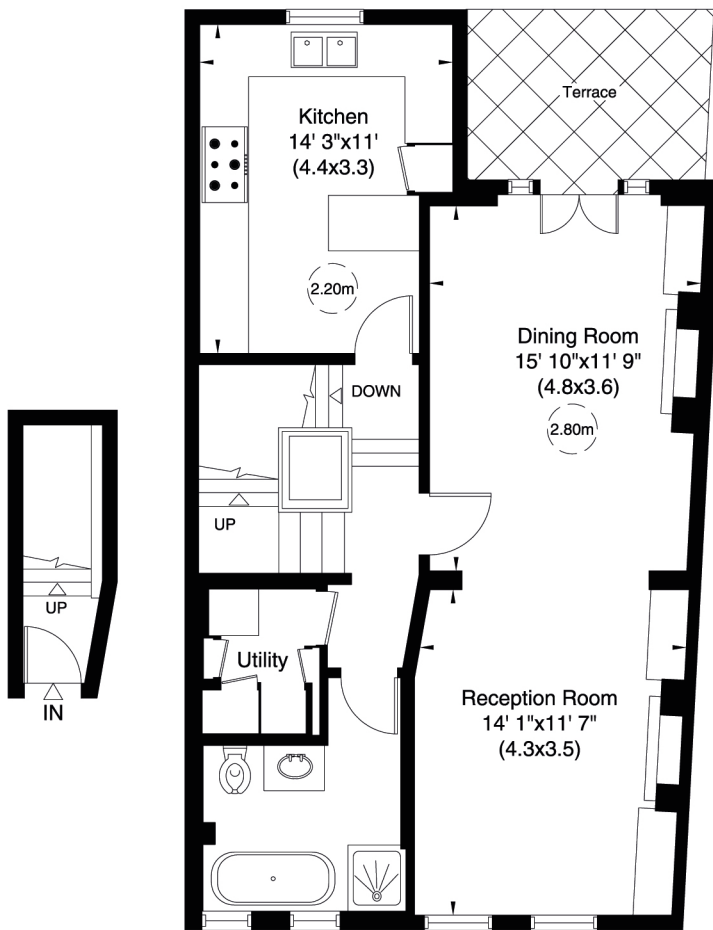 Terrace
Kitchen
14' 3"x11'
(4.4x3.3)
2.20m
Dining Room
15' 10"x11' 9"
(4.8x3.6)
2.80m
DOWN
UP
UP
IN
Utility
Reception Room
14' 1"x11' 7"
(4.3x3.5)